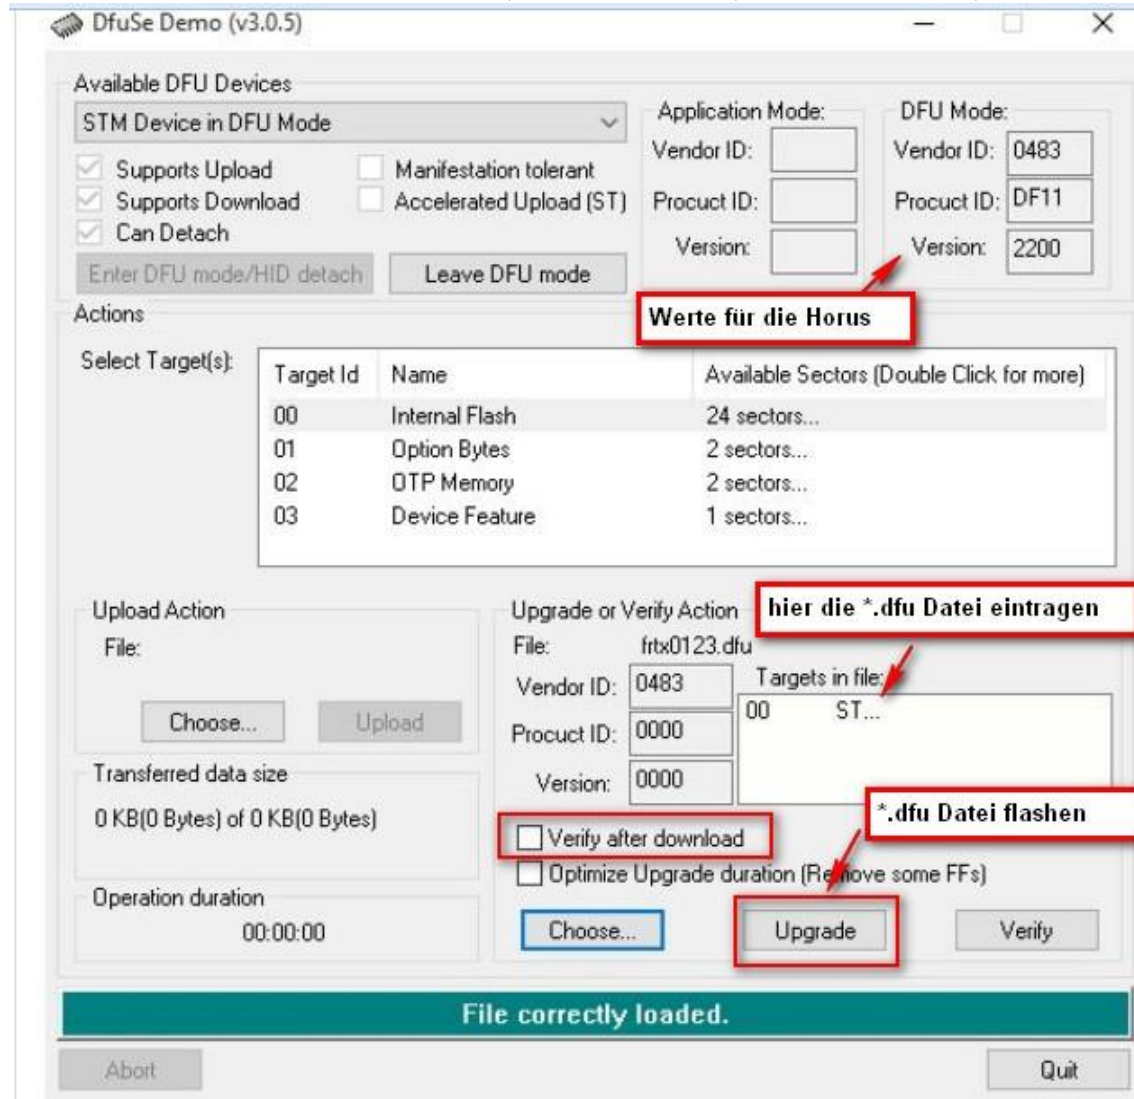 DfuSe Demo (v3.0.5)
Available DFU Devices
STM Device in DFU Mode
Supports Upload
Manifestation tolerant
Supports Download
Accelerated Upload (ST)
Can Detach
Enter DFU mode/HID detach
Leave DFU mode
Application Mode:
Vendor ID:
Procuct ID:
Version:
DFU Mode:
Vendor ID: 0483
Procuct ID: DF11
Version: 2200
Werte für die Horus
Actions
Select Target(s):
Target Id Name Available Sectors (Double Click for more)
00 Internal Flash 24 sectors...
01 Option Bytes 2 sectors...
02 OTP Memory 2 sectors...
03 Device Feature 1 sectors...
Upload Action
File:
Choose...
Upload
Transferred data size
0 KB(0 Bytes) of 0 KB(0 Bytes)
Operation duration
00:00:00
Upgrade or Verify Action
hier die *.dfu Datei eintragen
File: frtx0123.dfu
Vendor ID: 0483
Targets in file:
00 ST...
Procuct ID: 0000
Version: 0000
*.dfu Datei flashen
Verify after download
Optimize Upgrade duration (Remove some FFs)
Choose...
Upgrade
Verify
File correctly loaded.
Abort
Quit